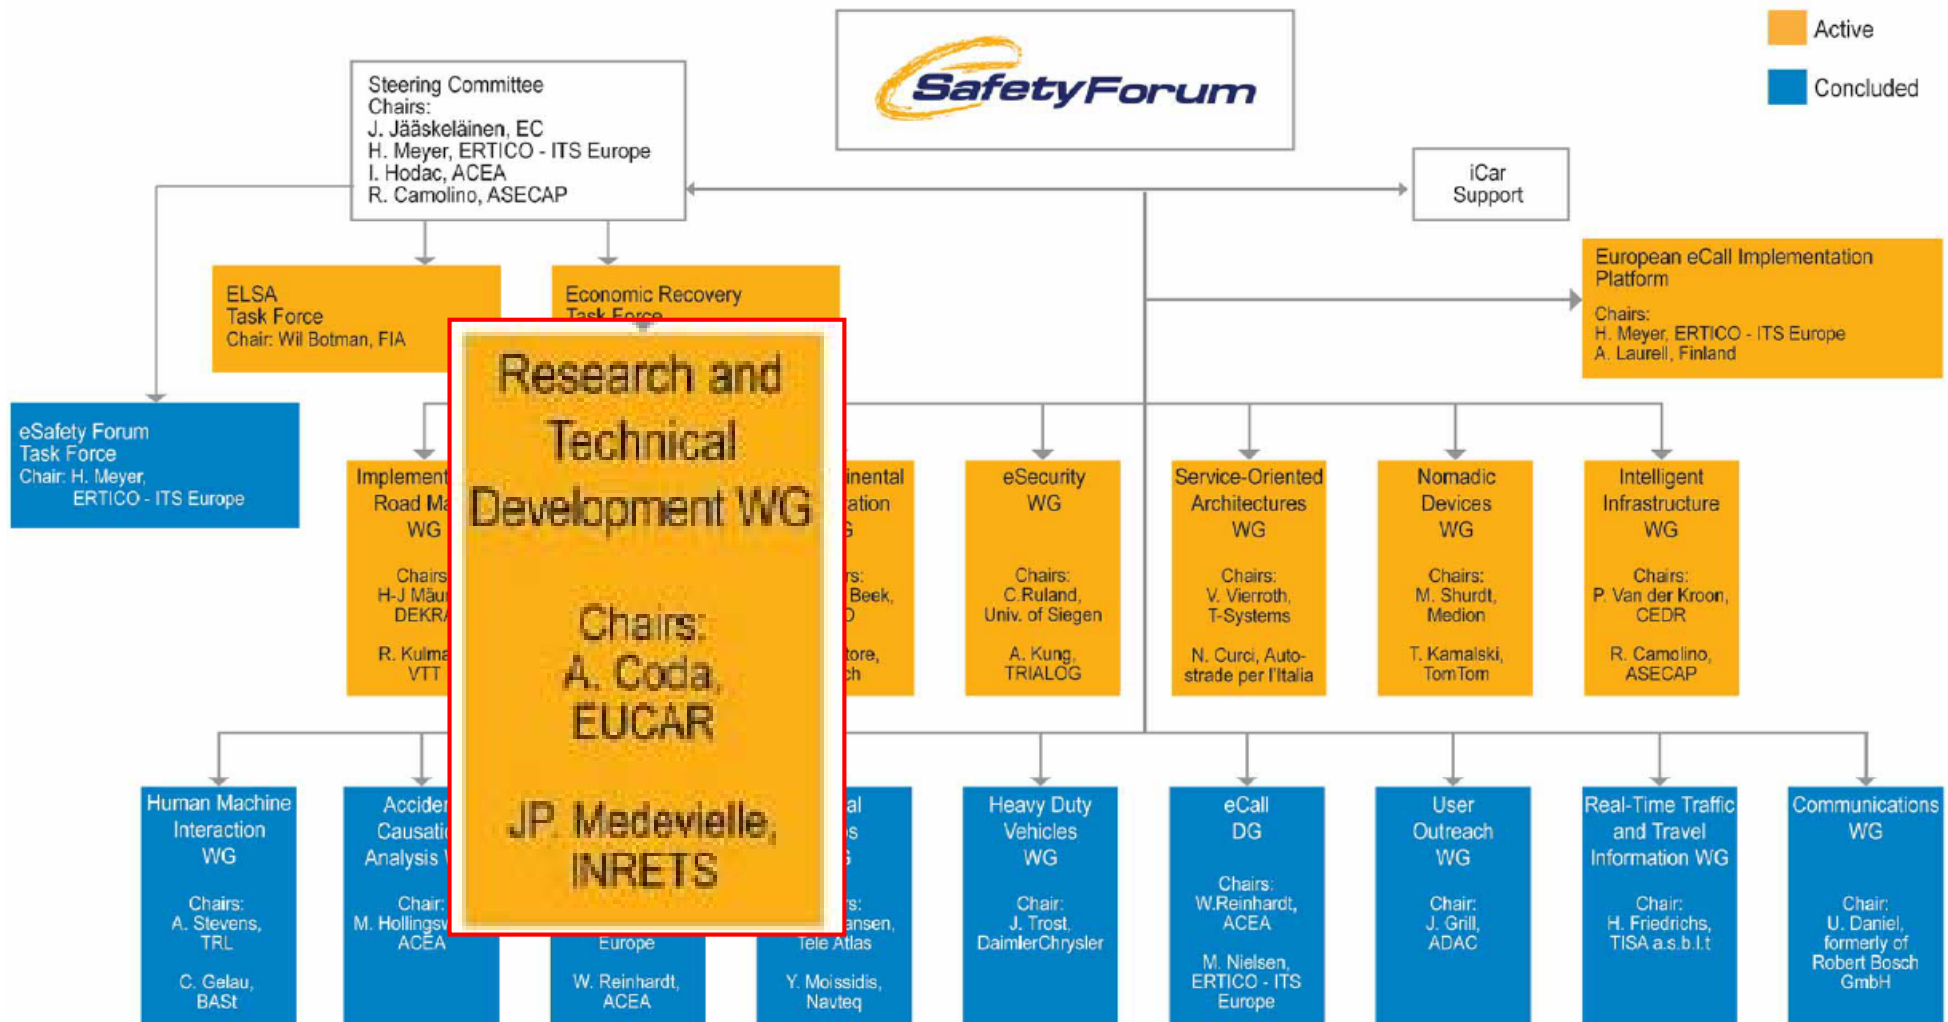 SafetyForum
Active
Concluded
Steering Committee
Chairs:
J. Jääskeläinen, EC
H. Meyer, ERTICO - ITS Europe
I. Hodac, ACEA
R. Camolino, ASECAP
iCar
Support
European eCall Implementation
Platform
Chairs:
H. Meyer, ERTICO - ITS Europe
A. Laurell, Finland
ELSA
Task Force
Chair: Wil Botman, FIA
Economic Recovery
Task Force
eSafety Forum
Task Force
Chair: H. Meyer,
ERTICO - ITS Europe
Research and
Technical
Development WG
Chairs:
A. Coda,
EUCAR
JP. Medevielle,
INRETS
Road
WG
Chairs
H-J
R.
VTT
Beek,
eSecurity
WG
Chairs:
C.Ruland,
Univ. of Siegen
A. Kung,
TRIALOG
Service-Oriented
Architectures
WG
Chairs:
V. Vierroth,
T-Systems
N. Curci, Auto-
strade per l'Italia
Nomadic
Devices
WG
Chairs:
M. Shurdt,
Medion
T. Kamalski,
TomTom
Intelligent
Infrastructure
WG
Chairs:
P. Van der Kroon,
CEDR
R. Camolino,
ASECAP
Human Machine
Interaction
WG
Chairs:
A. Stevens,
TRL
C. Gelau,
BASt
Analysis
Chair:
M.
ACEA
Europe
W. Reinhardt,
ACEA
Tele Atlas
Y. Moissidis,
Navteq
Heavy Duty
Vehicles
WG
Chair:
J. Trost,
DaimlerChrysler
eCall
DG
Chairs:
W.Reinhardt,
ACEA
M. Nielsen,
ERTICO - ITS
Europe
User
Outreach
WG
Chair:
J. Grill,
ADAC
Real-Time Traffic
and Travel
Information WG
Chair:
H. Friedrichs,
TISA a.s.b.l.t
Communications
WG
Chair:
U. Daniel,
formerly of
Robert Bosch
GmbH